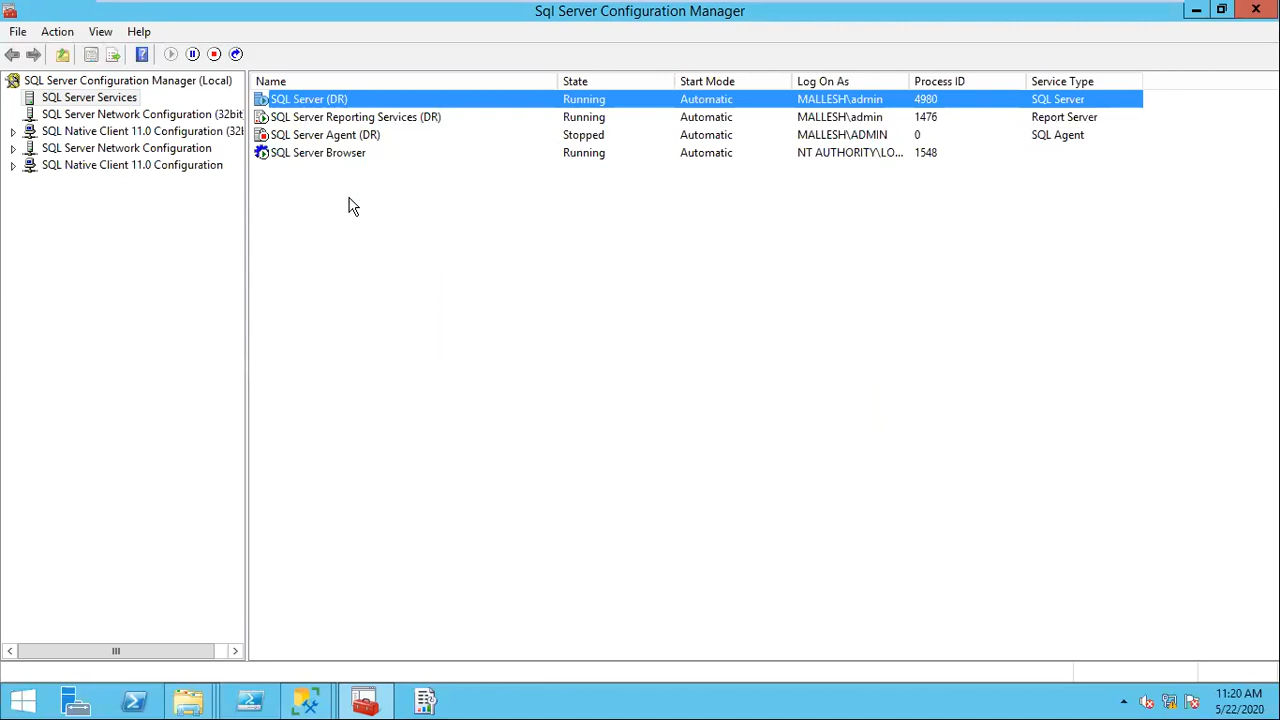 Sql Server Configuration Manager
File Action View Help
SQL Server Configuration Manager (Local)
SQL Server Services
SQL Server Network Configuration (32bit
SQL Native Client 11.0 Configuration (32b
SQL Server Network Configuration
SQL Native Client 11.0 Configuration
Name State Start Mode Log On As Process ID Service Type
SQL Server (DR) Running Automatic MALLESH\admin 4980 SQL Server
SQL Server Reporting Services (DR) Running Automatic MALLESH\admin 1476 Report Server
SQL Server Agent (DR) Stopped Automatic MALLESH\ADMIN 0 SQL Agent
SQL Server Browser Running Automatic NT AUTHORITY\LO... 1548
11:20 AM
5/22/2020